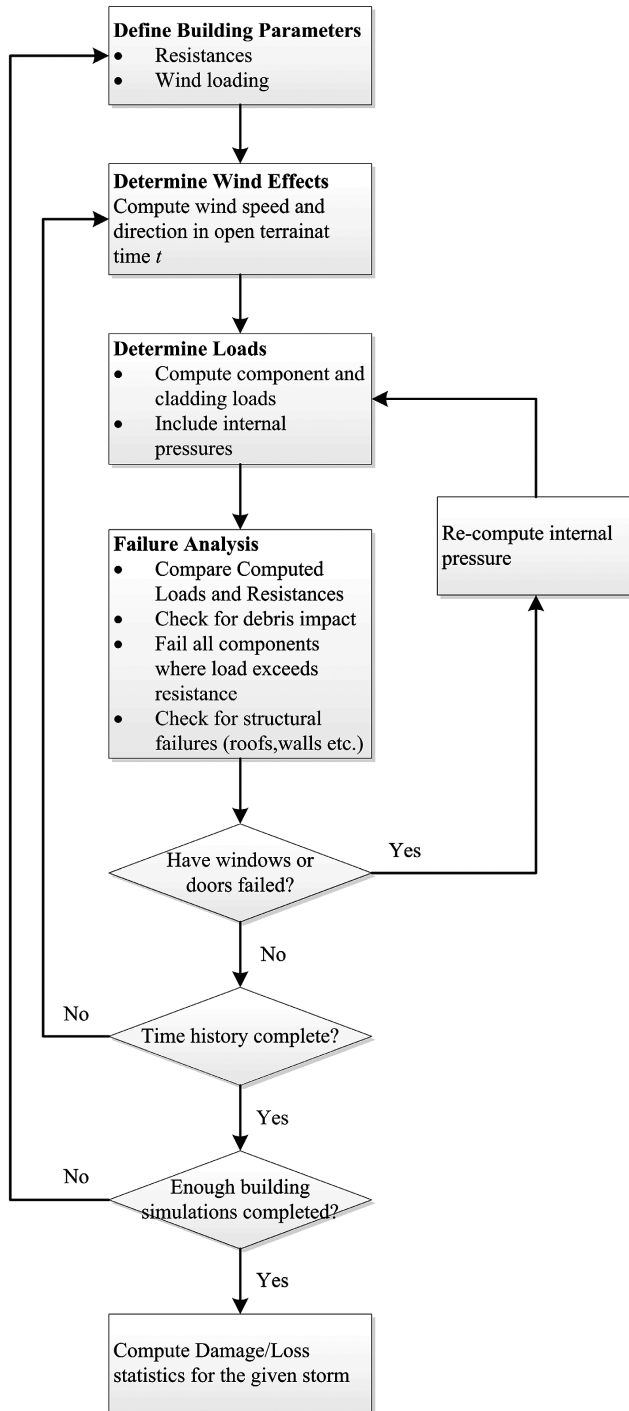 Define Building Parameters
• Resistances
• Wind loading
Determine Wind Effects
Compute wind speed and
direction in open terrainat
time t
Determine Loads
• Compute component and
cladding loads
• Include internal
pressures
Re-compute internal
pressure
Failure Analysis
• Compare Computed
Loads and Resistances
• Check for debris impact
• Fail all components
where load exceeds
resistance
• Check for structural
failures (roofs,walls etc.)
Have windows or
doors failed?
Yes
No
Time history complete?
No
Yes
Enough building
simulations completed?
No
Yes
Compute Damage/Loss
statistics for the given storm